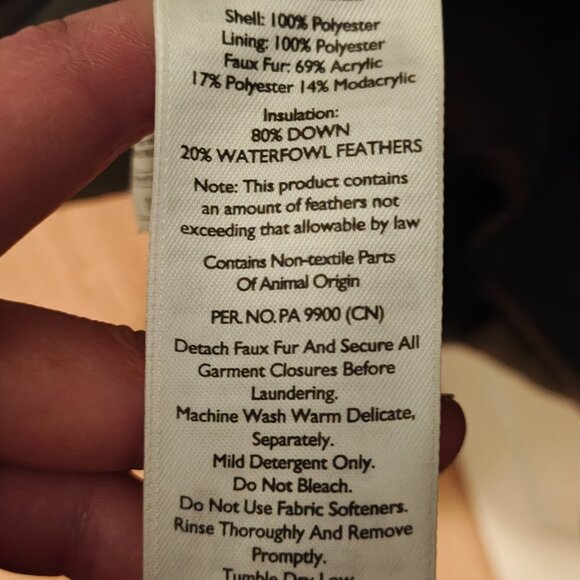 Shell: 100% Polyester
Lining: 100% Polyester
Faux Fur: 69% Acrylic
17% Polyester 14% Modacrylic
Insulation:
80% DOWN
20% WATERFOWL FEATHERS
Note: This product contains
an amount of feathers not
exceeding that allowable by law
Contains Non-textile Parts
Of Animal Origin
PER. NO. PA 9900 (CN)
Detach Faux Fur And Secure All
Garment Closures Before
Laundering.
Machine Wash Warm Delicate,
Separately.
Mild Detergent Only.
Do Not Bleach.
Do Not Use Fabric Softeners.
Rinse Thoroughly And Remove
Promptly.
Tumble Dry Low